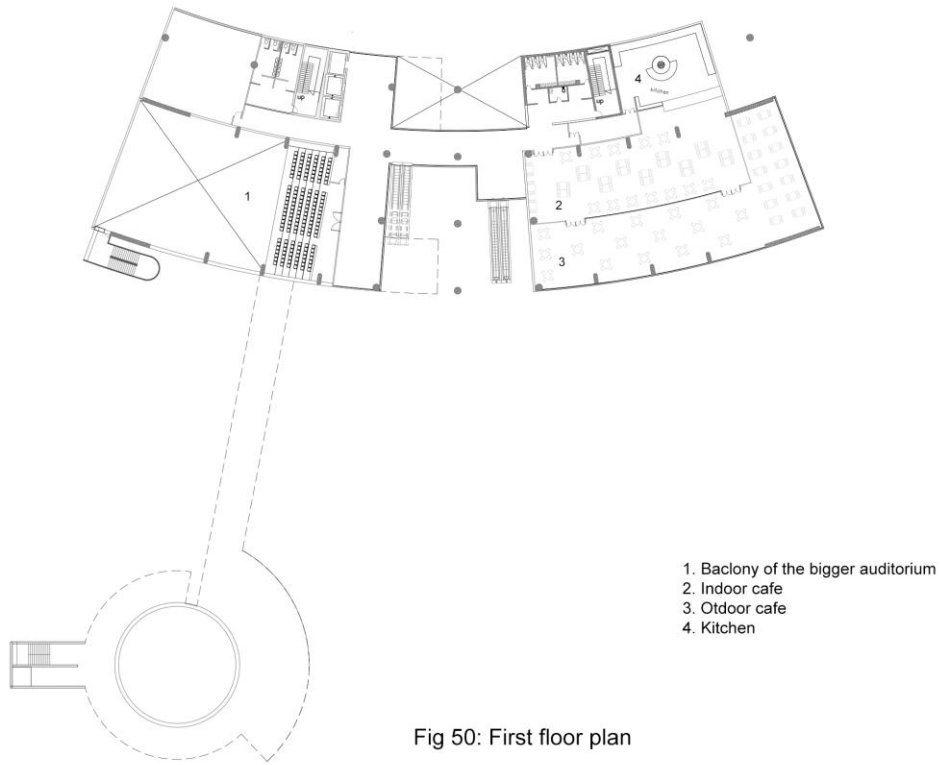 up
up
4
kitchen
1
2
3
1. Baclony of the bigger auditorium
2. Indoor cafe
3. Otdoor cafe
4. Kitchen
Fig 50: First floor plan